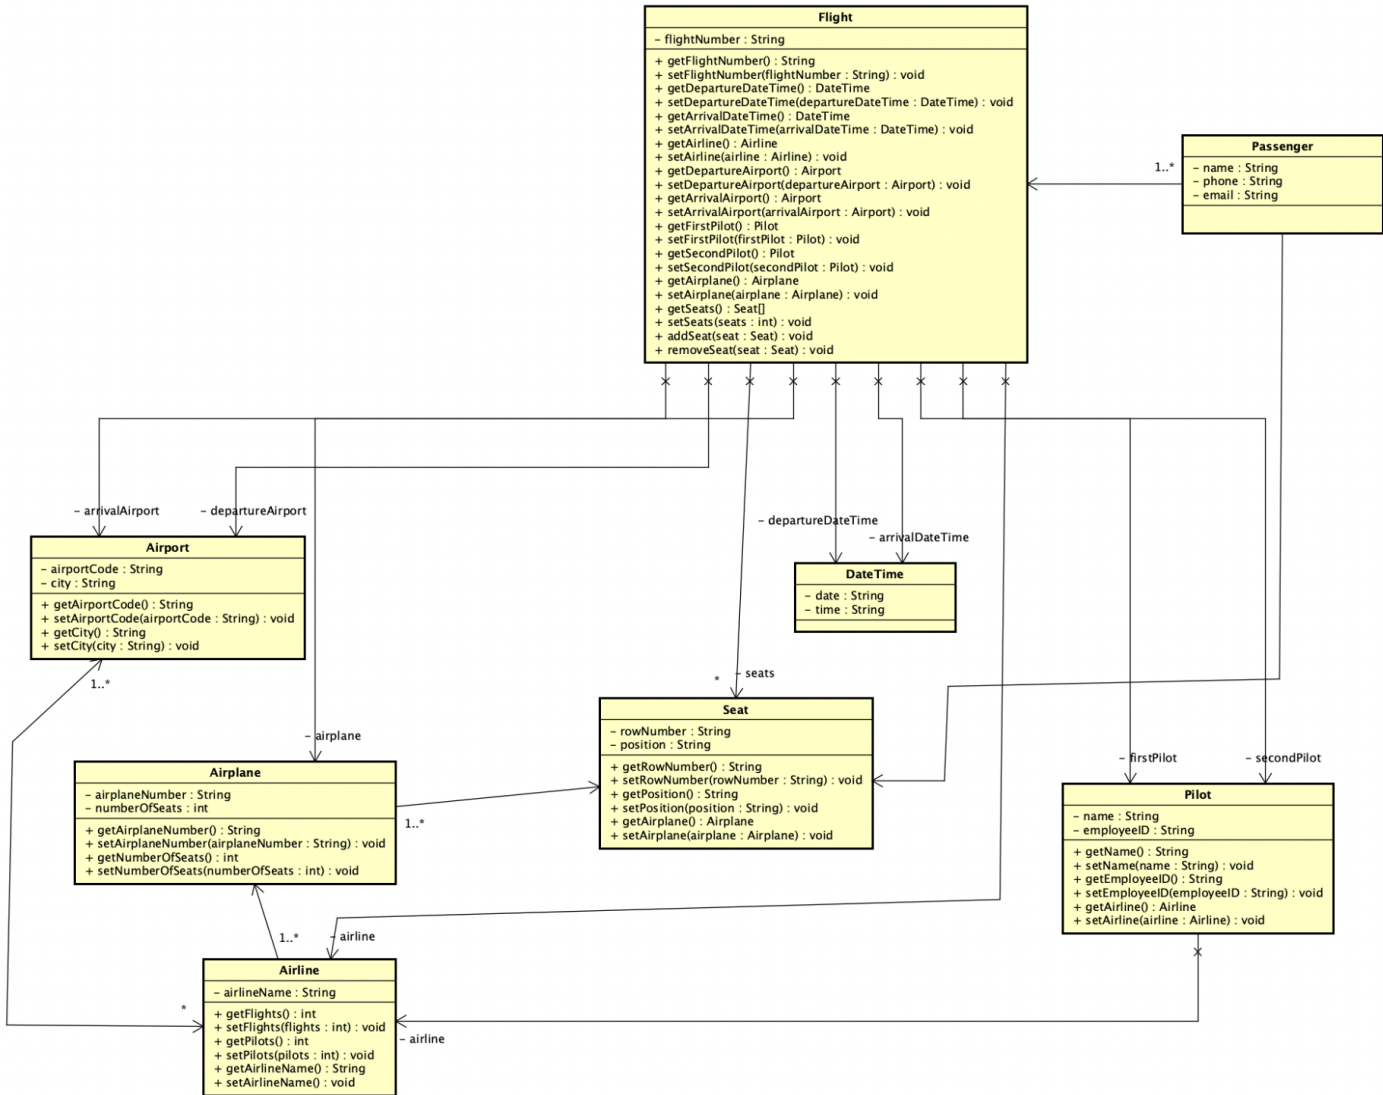 Flight
– flightNumber : String
+ getFlightNumber() : String
+ setFlightNumber(flightNumber : String) : void
+ getDepartureDateTime() : DateTime
+ setDepartureDateTime(departureDateTime : DateTime) : void
+ getArrivalDateTime() : DateTime
+ setArrivalDateTime(arrivalDateTime : DateTime) : void
+ getAirline() : Airline
+ setAirline(airline : Airline) : void
+ getDepartureAirport() : Airport
+ setDepartureAirport(departureAirport : Airport) : void
+ getArrivalAirport() : Airport
+ setArrivalAirport(arrivalAirport : Airport) : void
+ getFirstPilot() : Pilot
+ setFirstPilot(firstPilot : Pilot) : void
+ getSecondPilot() : Pilot
+ setSecondPilot(secondPilot : Pilot) : void
+ getAirplane() : Airplane
+ setAirplane(airplane : Airplane) : void
+ getSeats() : Seat[]
+ setSeats(seats : int) : void
+ addSeat(seat : Seat) : void
+ removeSeat(seat : Seat) : void
1..*
Passenger
– name : String
– phone : String
– email : String
– arrivalAirport
– departureAirport
– departureDateTime
– arrivalDateTime
Airport
– airportCode : String
– city : String
+ getAirportCode() : String
+ setAirportCode(airportCode : String) : void
+ getCity() : String
+ setCity(city : String) : void
1..*
DateTime
– date : String
– time : String
* – seats
Seat
– rowNumber : String
– position : String
+ getRowNumber() : String
+ setRowNumber(rowNumber : String) : void
+ getPosition() : String
+ setPosition(position : String) : void
+ getAirplane() : Airplane
+ setAirplane(airplane : Airplane) : void
– airplane
Airplane
– airplaneNumber : String
– numberOfSeats : int
+ getAirplaneNumber() : String
+ setAirplaneNumber(airplaneNumber : String) : void
+ getNumberOfSeats() : int
+ setNumberOfSeats(numberOfSeats : int) : void
1..*
– firstPilot
– secondPilot
Pilot
– name : String
– employeeID : String
+ getName() : String
+ setName(name : String) : void
+ getEmployeeID() : String
+ setEmployeeID(employeeID : String) : void
+ getAirline() : Airline
+ setAirline(airline : Airline) : void
1..*
– airline
Airline
– airlineName : String
+ getFlights() : int
+ setFlights(flights : int) : void
+ getPilots() : int
+ setPilots(pilots : int) : void
+ getAirlineName() : String
+ setAirlineName() : void
*
– airline